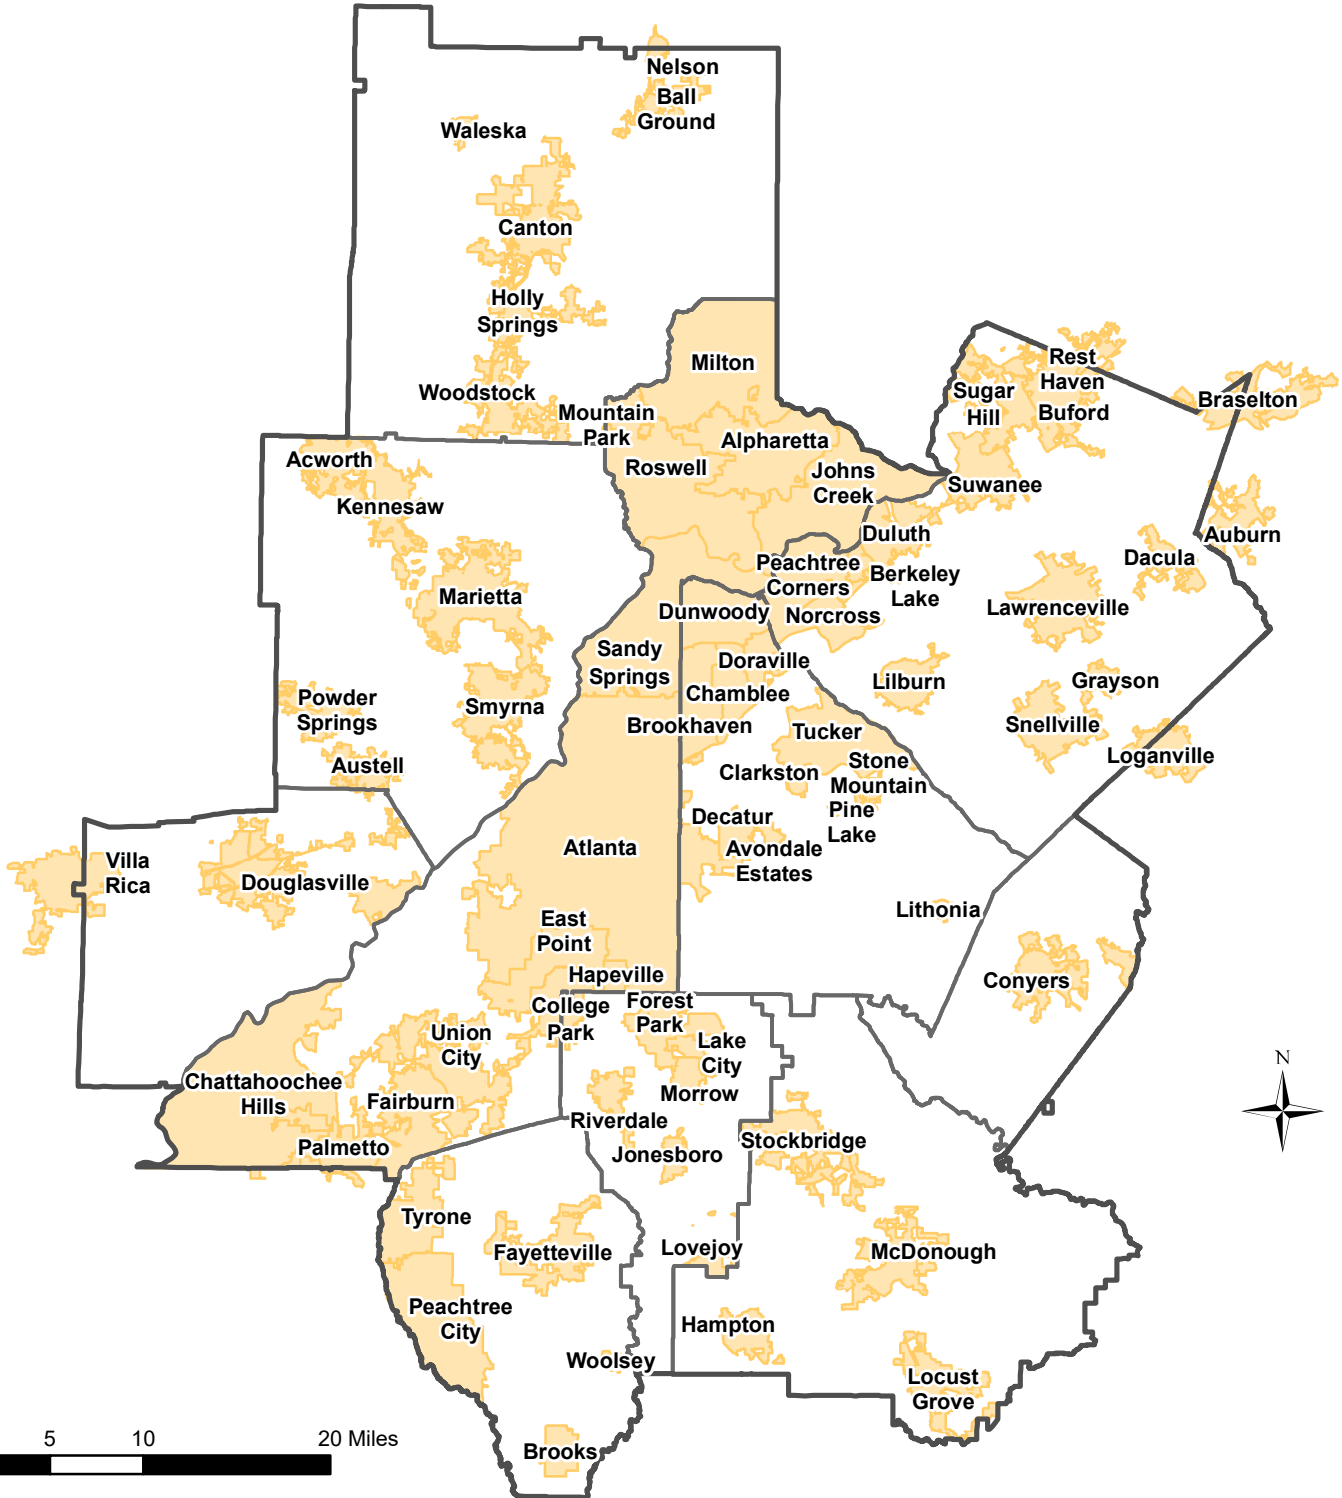 Nelson
Ball
Ground
Waleska
Canton
Holly
Springs
Milton
Woodstock
Mountain
Park
Alpharetta
Roswell
Johns
Creek
Rest
Haven
Sugar
Hill
Buford
Braselton
Suwanee
Acworth
Kennesaw
Duluth
Auburn
Dacula
Peachtree
Corners
Berkeley
Lake
Marietta
Dunwoody
Norcross
Lawrenceville
Sandy
Springs
Doraville
Chamblee
Lilburn
Grayson
Powder
Springs
Smyrna
Brookhaven
Tucker
Snellville
Loganville
Austell
Clarkston
Stone
Mountain
Pine
Lake
Decatur
Avondale
Estates
Atlanta
Villa
Rica
Douglasville
East
Point
Lithonia
Hapeville
Conyers
College
Park
Forest
Park
Union
City
Lake
City
Morrow
N
Chattahoochee
Hills
Fairburn
Riverdale
Palmetto
Jonesboro
Stockbridge
Tyrone
Fayetteville
Lovejoy
McDonough
Peachtree
City
Hampton
Woolsey
Locust
Grove
5 10 20 Miles
Brooks